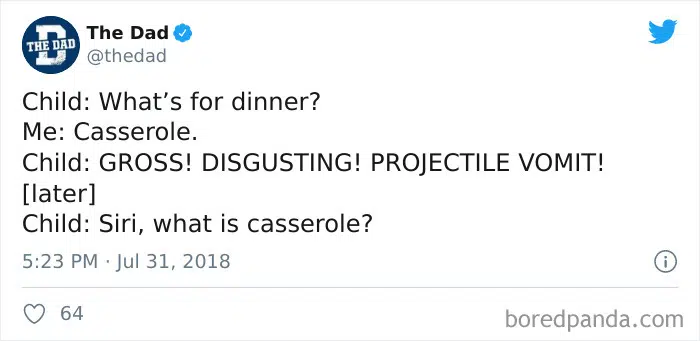 THE DAD
The Dad
@thedad
Child: What’s for dinner?
Me: Casserole.
Child: GROSS! DISGUSTING! PROJECTILE VOMIT!
[later]
Child: Siri, what is casserole?
5:23 PM · Jul 31, 2018
64
boredpanda.com